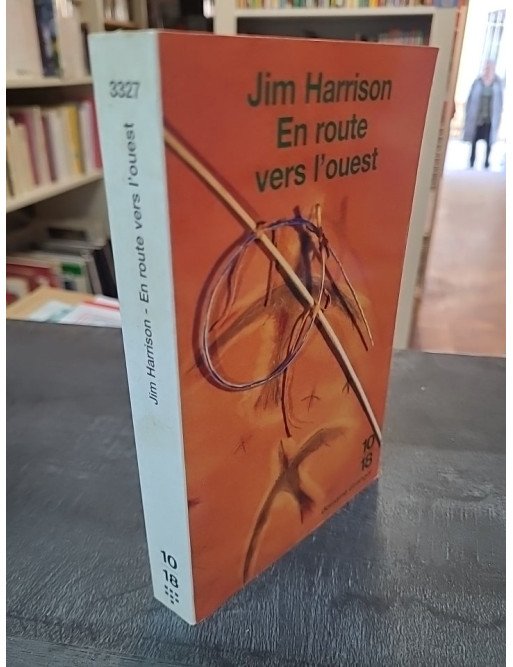 3327
Jim Harrison - En route vers l'ouest
10
18
Jim Harrison
En route
vers l'ouest
10
18